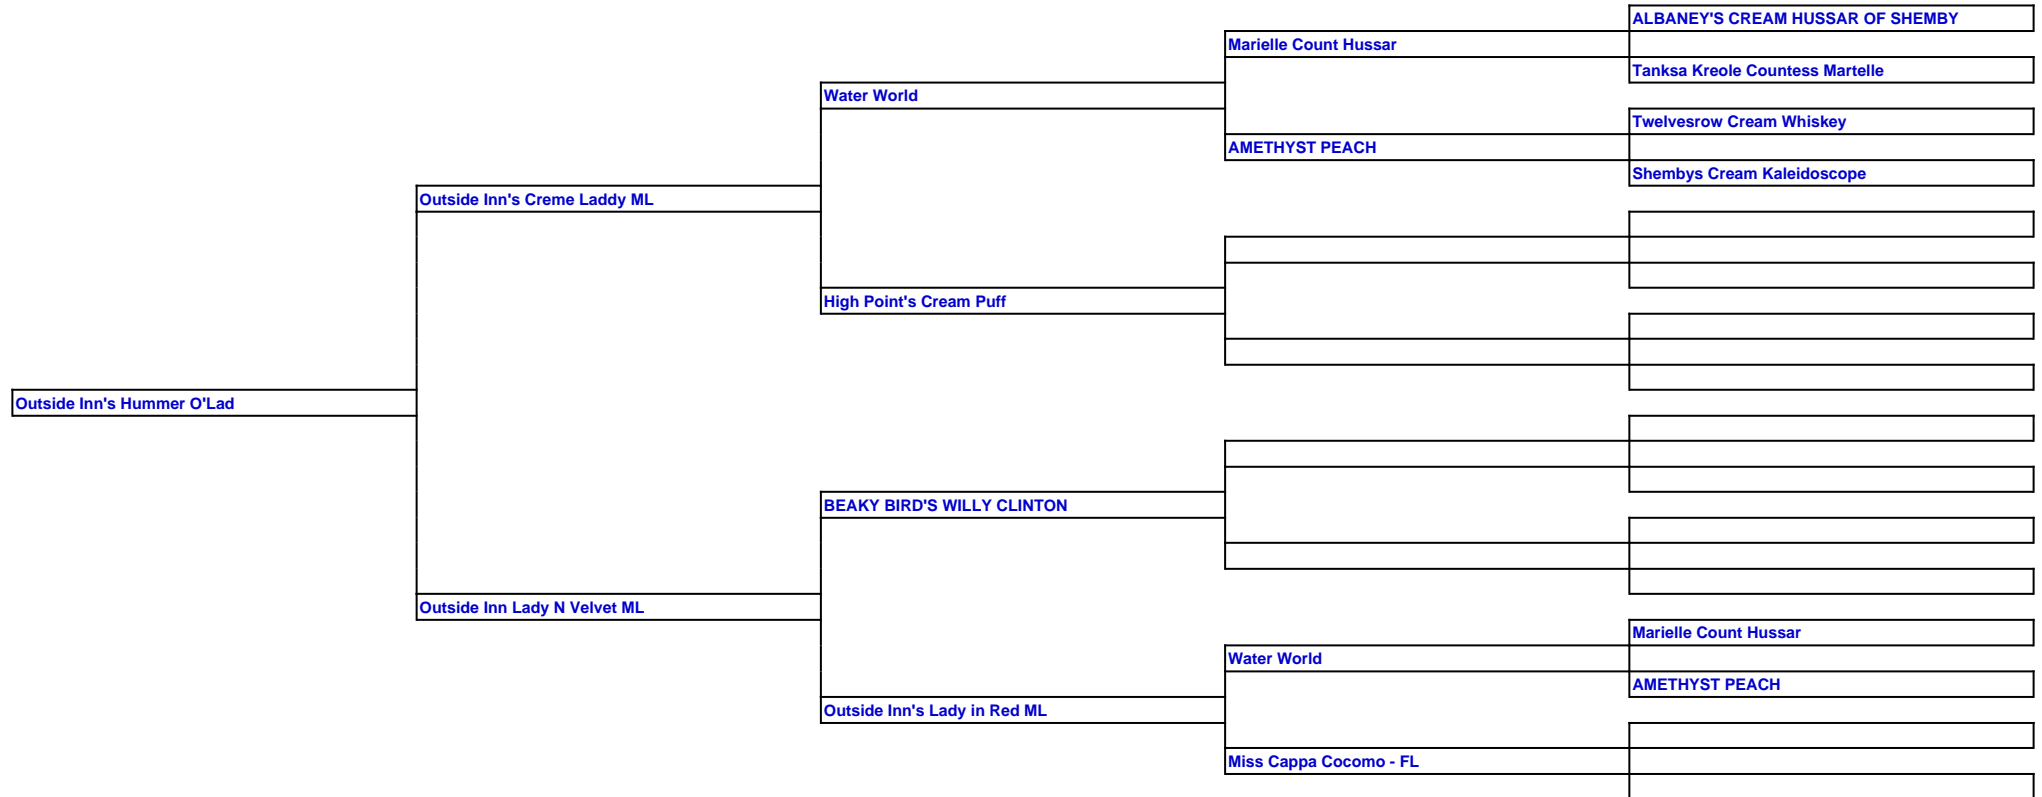 ALBANEY'S CREAM HUSSAR OF SHEMBY
Marielle Count Hussar
Tanksa Kreole Countess Martelle
Water World
Twelvesrow Cream Whiskey
AMETHYST PEACH
Shembys Cream Kaleidoscope
Outside Inn's Creme Laddy ML
High Point's Cream Puff
Outside Inn's Hummer O'Lad
BEAKY BIRD'S WILLY CLINTON
Outside Inn Lady N Velvet ML
Marielle Count Hussar
Water World
AMETHYST PEACH
Outside Inn's Lady in Red ML
Miss Cappa Cocomo - FL